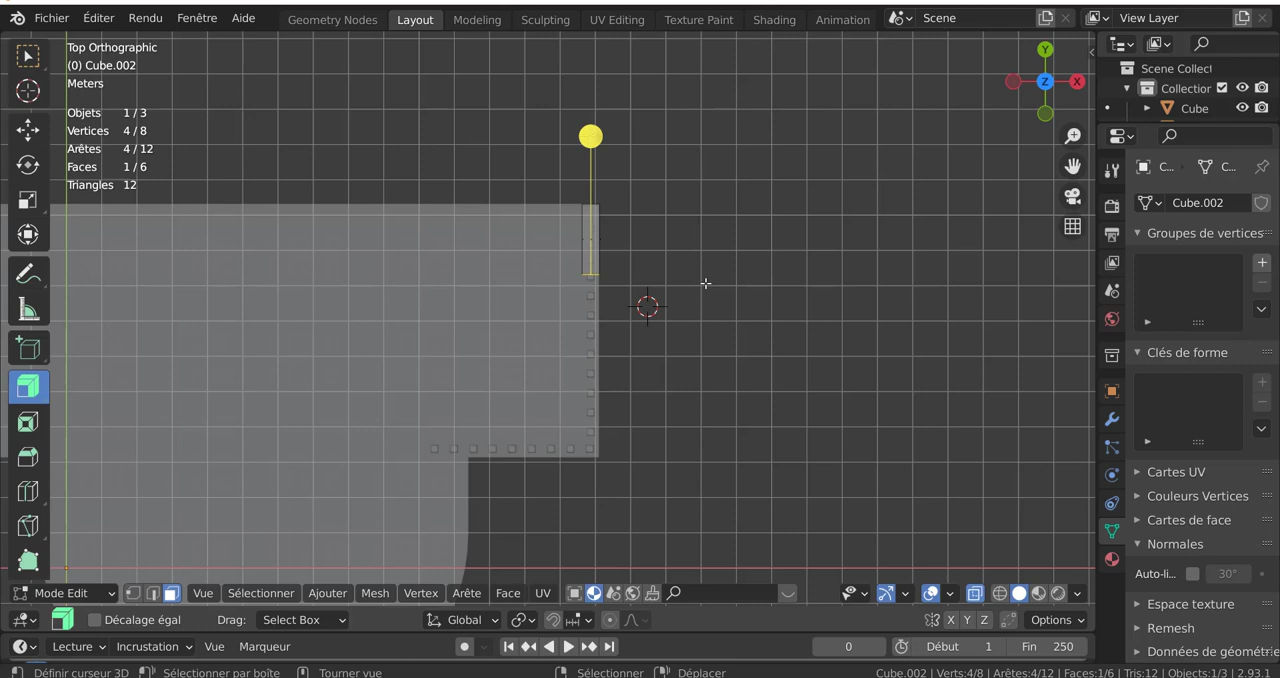 Fichier Éditer Rendu Fenêtre Aide Geometry Nodes Layout Modeling Sculpting UV Editing Texture Paint Shading Animation Scene View Layer
Top Orthographic
(0) Cube.002
Meters
Objets 1 / 3
Vertices 4 / 8
Arêtes 4 / 12
Faces 1 / 6
Triangles 12
Y
Z
X
Scene Collect
Collection
Cube
C...
C...
Cube.002
Groupes de vertices
Clés de forme
Cartes UV
Couleurs Vertices
Cartes de face
Normales
Auto-li... 30°
Espace texture
Remesh
Données de géométrie
Mode Edit Vue Sélectionner Ajouter Mesh Vertex Arête Face UV
Décalage égal Drag: Select Box Global X Y Z Options
Lecture Incrustation Vue Marqueur 0 Début 1 Fin 250
Définir curseur 3D Sélectionner par boîte Tourner vue Sélectionner Déplacer Cube.002 | Verts:4/8 | Arêtes:4/12 | Faces:1/6 | Tris:12 | Objets:1/3 | 2.93.1